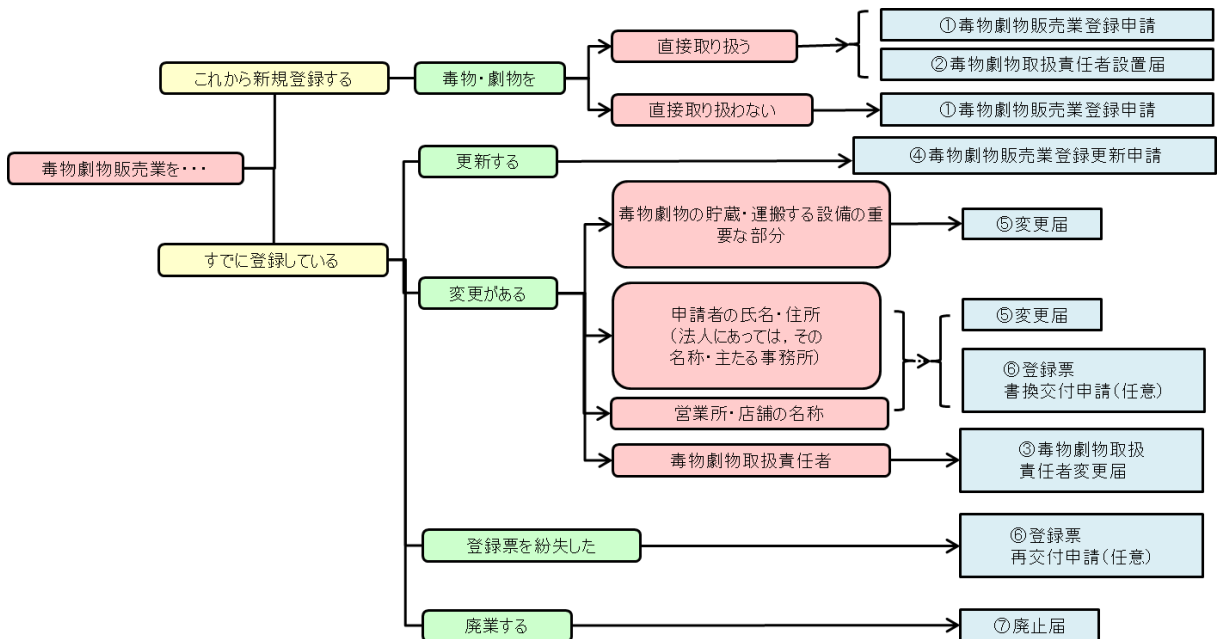 毒物劇物販売業を・・・
これから新規登録する
毒物・劇物を
直接取り扱う
①毒物劇物販売業登録申請
②毒物劇物取扱責任者設置届
直接取り扱わない
①毒物劇物販売業登録申請
すでに登録している
更新する
④毒物劇物販売業登録更新申請
変更がある
毒物劇物の貯蔵・運搬する設備の重
要な部分
⑤変更届
申請者の氏名・住所
（法人にあっては，その
名称・主たる事務所）
営業所・店舗の名称
⑤変更届
⑥登録票
書換交付申請（任意）
毒物劇物取扱責任者
③毒物劇物取扱
責任者変更届
登録票を紛失した
⑥登録票
再交付申請（任意）
廃業する
⑦廃止届